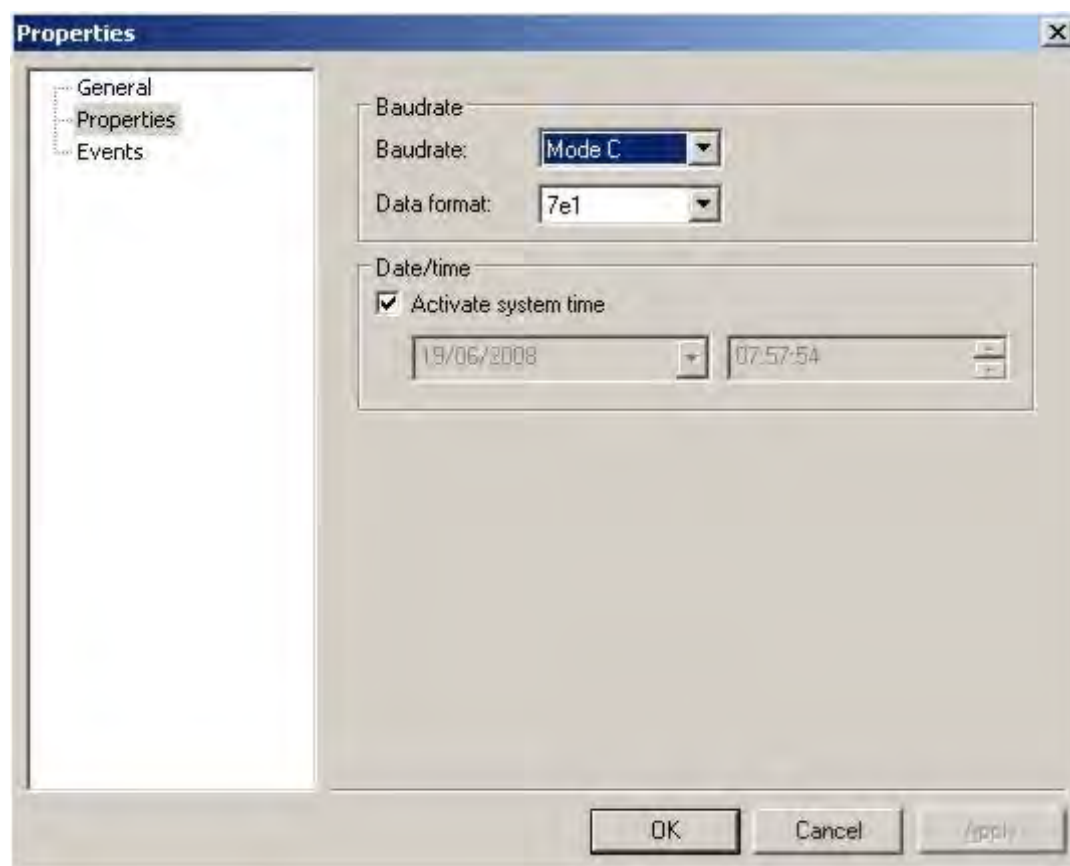 Properties
General
Properties
Events
Baudrate
Baudrate: Mode C
Data format: 7e1
Date/time
Activate system time
19/06/2008 07:57:54
OK Cancel Apply